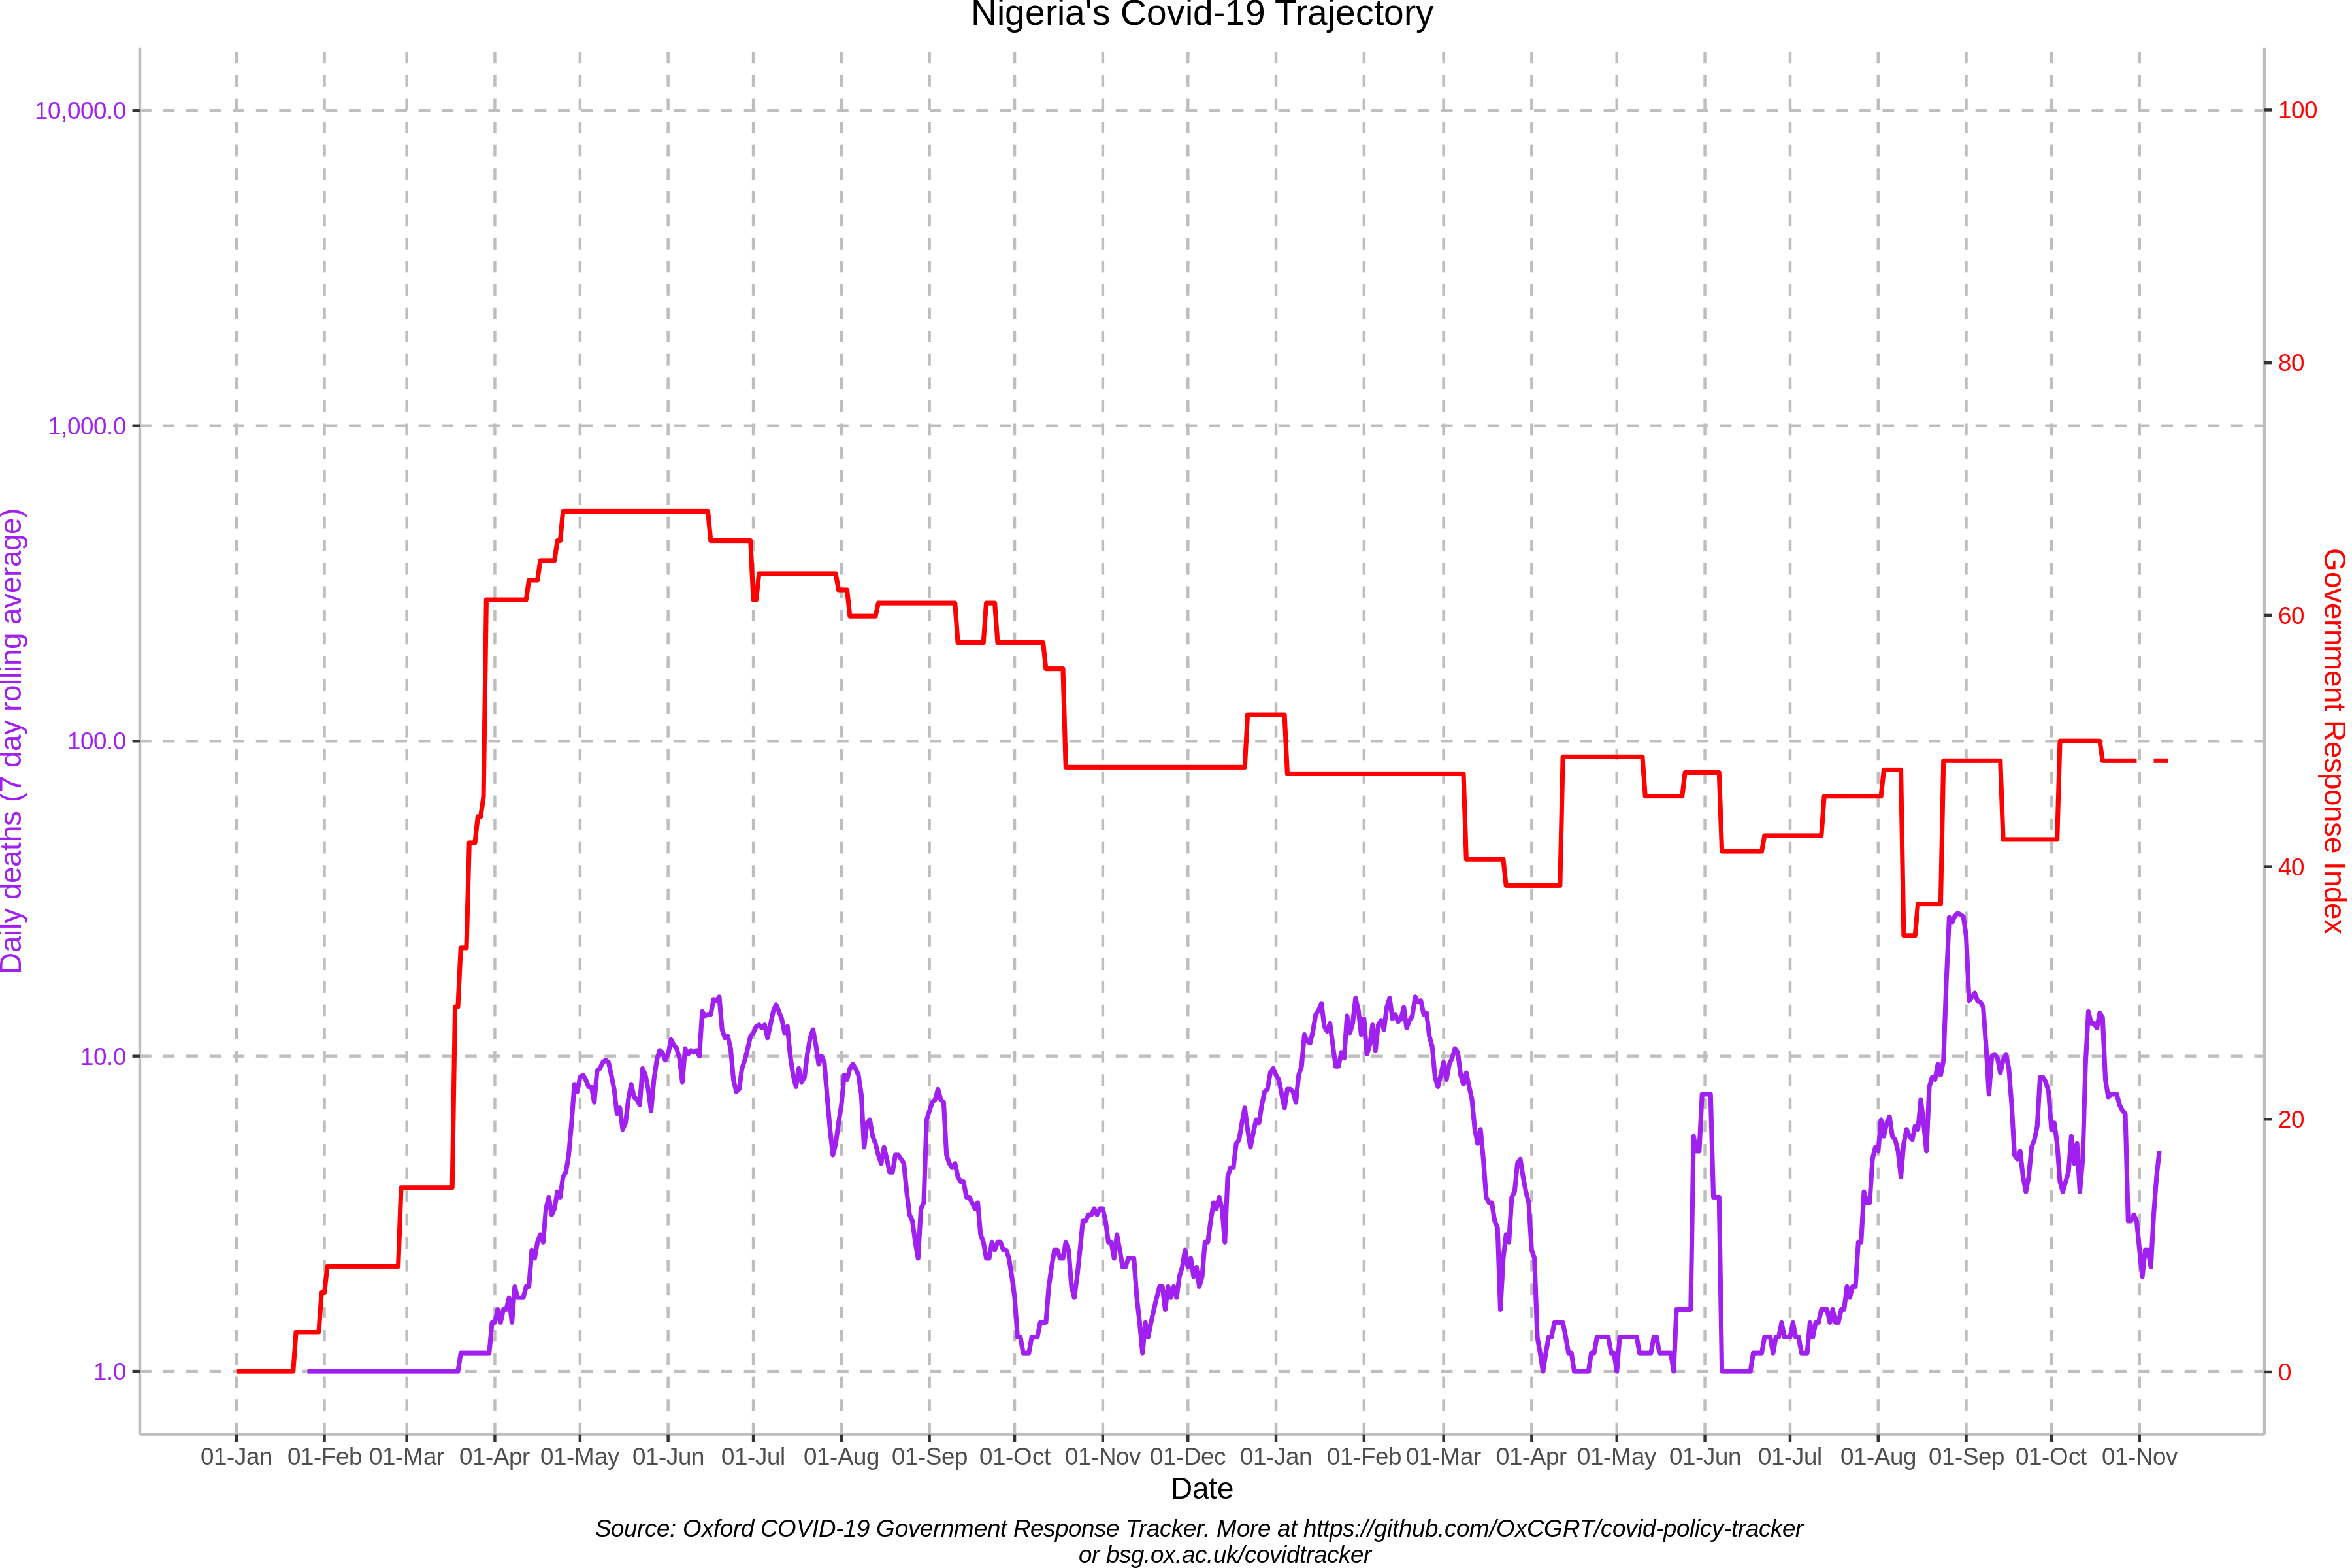 Nigeria's Covid-19 Trajectory
Daily deaths (7 day rolling average)
10,000.0
1,000.0
100.0
10.0
1.0
100
80
60
40
20
0
Government Response Index
01-Jan 01-Feb 01-Mar 01-Apr 01-May 01-Jun 01-Jul 01-Aug 01-Sep 01-Oct 01-Nov 01-Dec 01-Jan 01-Feb 01-Mar 01-Apr 01-May 01-Jun 01-Jul 01-Aug 01-Sep 01-Oct 01-Nov
Date
Source: Oxford COVID-19 Government Response Tracker. More at https://github.com/OxCGRT/covid-policy-tracker
or bsg.ox.ac.uk/covidtracker